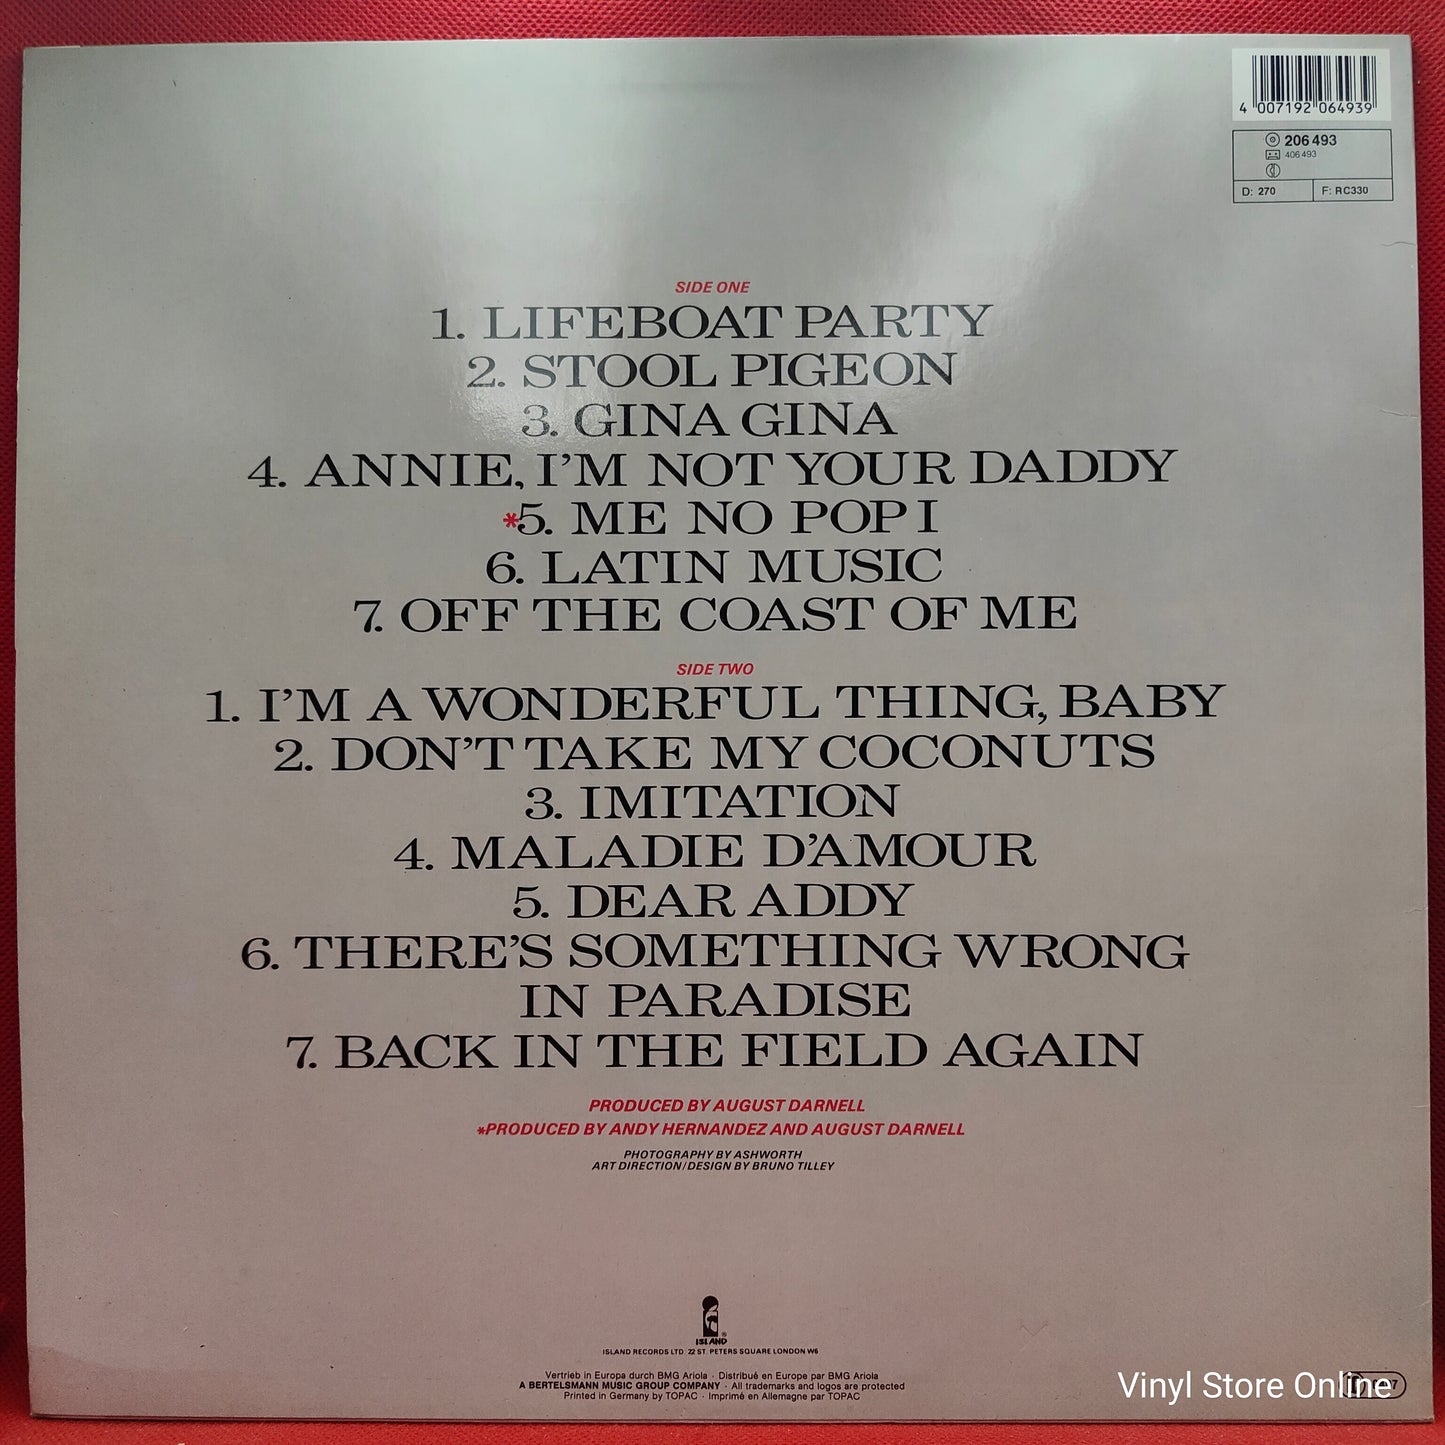 4 007192 064939
206 493
406 493
D: 270 F: RC330
SIDE ONE
1. LIFEBOAT PARTY
2. STOOL PIGEON
3. GINA GINA
4. ANNIE, I'M NOT YOUR DADDY
*5. ME NO POP I
6. LATIN MUSIC
7. OFF THE COAST OF ME
SIDE TWO
1. I'M A WONDERFUL THING, BABY
2. DON'T TAKE MY COCONUTS
3. IMITATION
4. MALADIE D'AMOUR
5. DEAR ADDY
6. THERE'S SOMETHING WRONG
IN PARADISE
7. BACK IN THE FIELD AGAIN
PRODUCED BY AUGUST DARNELL
*PRODUCED BY ANDY HERNANDEZ AND AUGUST DARNELL
PHOTOGRAPHY BY ASHWORTH
ART DIRECTION/DESIGN BY BRUNO TILLEY
ISLAND
ISLAND RECORDS LTD. 22 ST. PETERS SQUARE LONDON W6
Vertrieb in Europa durch BMG Ariola · Distribué en Europe par BMG Ariola
A BERTELSMANN MUSIC GROUP COMPANY · All trademarks and logos are protected
Printed in Germany by TOPAC · Imprimé en Allemagne par TOPAC
Vinyl Store Online